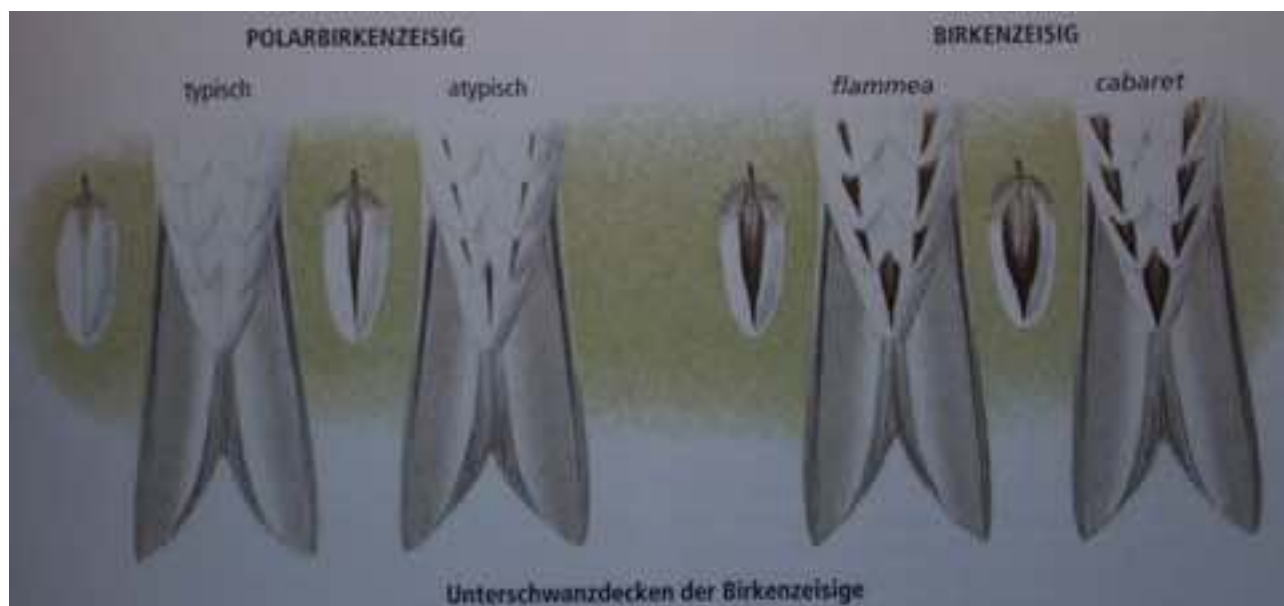 POLARBIRKENZEISIG
BIRKENZEISIG
typisch
atypisch
flammea
cabaret
Unterschwanzdecken der Birkenzeisige